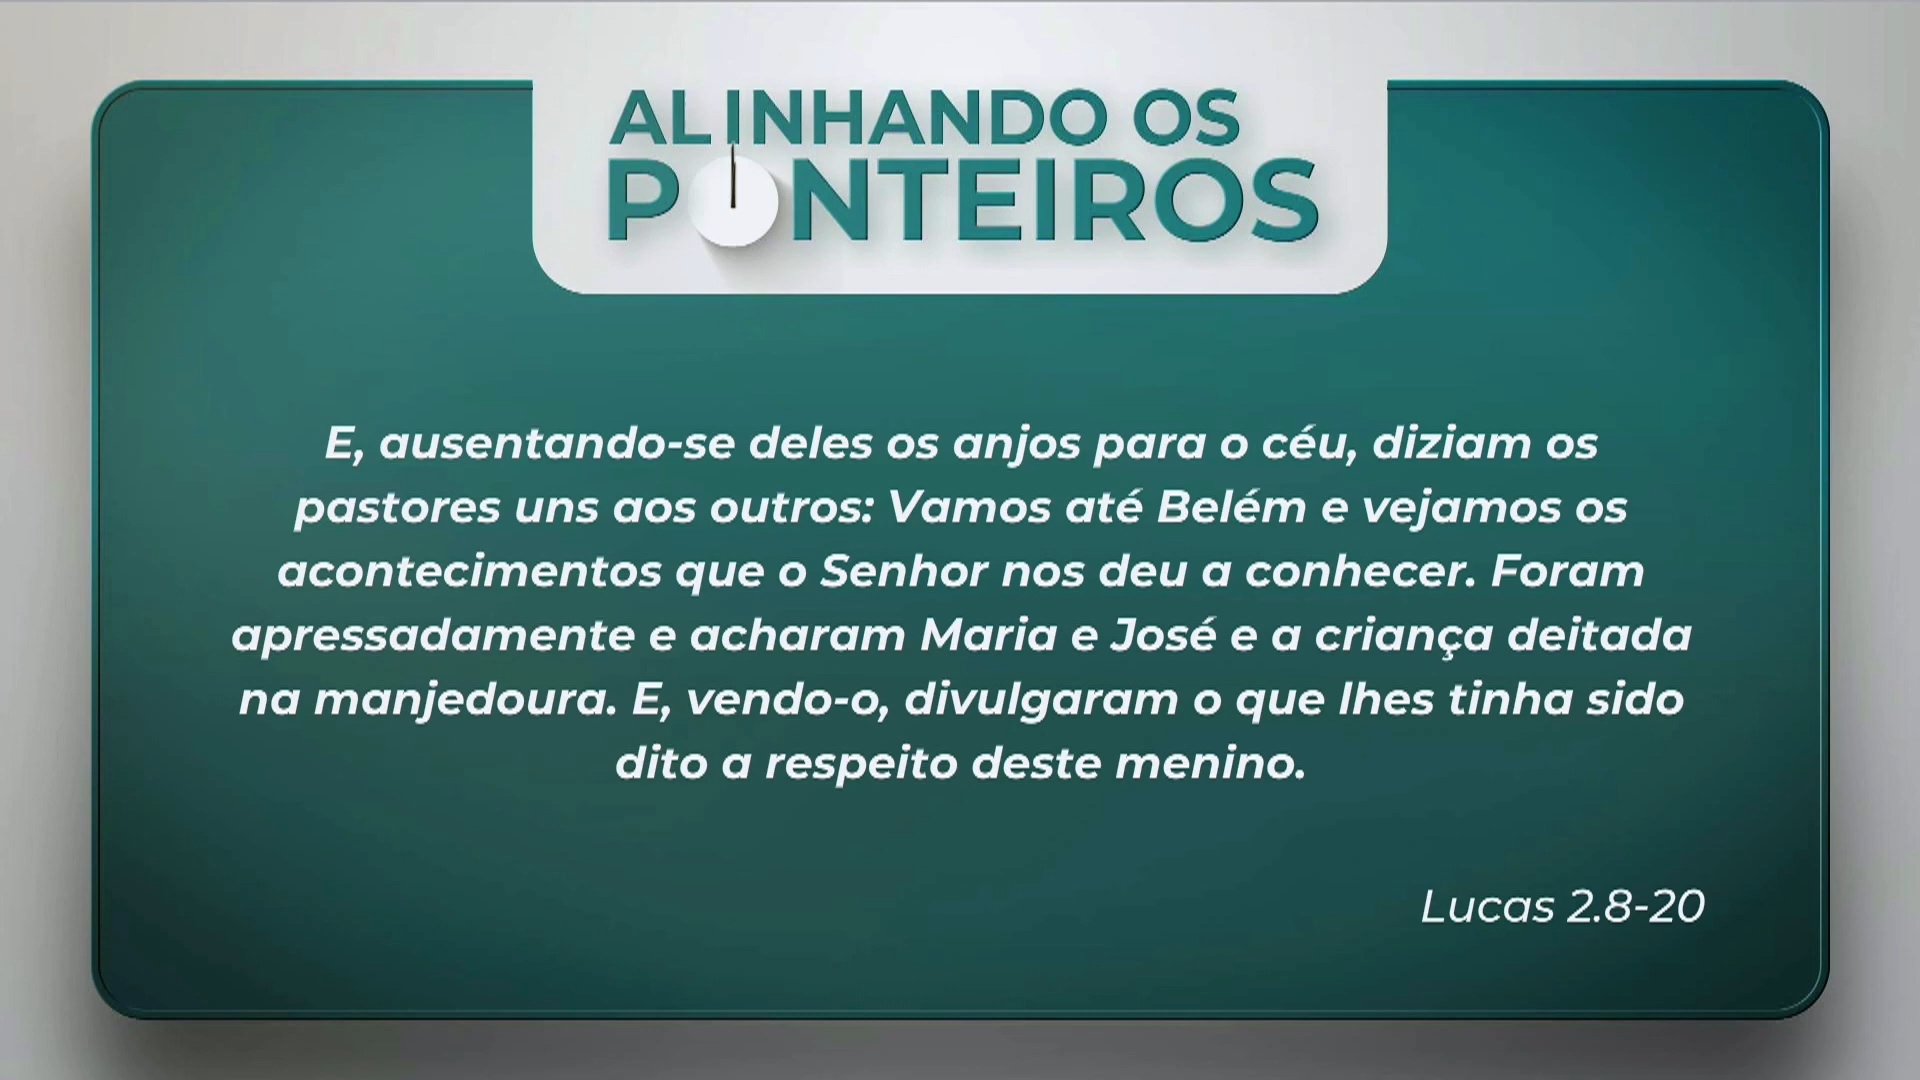 ALINHANDO OS
PONTEIROS
E, ausentando-se deles os anjos para o céu, diziam os
pastores uns aos outros: Vamos até Belém e vejamos os
acontecimentos que o Senhor nos deu a conhecer. Foram
apressadamente e acharam Maria e José e a criança deitada
na manjedoura. E, vendo-o, divulgaram o que lhes tinha sido
dito a respeito deste menino.
Lucas 2.8-20